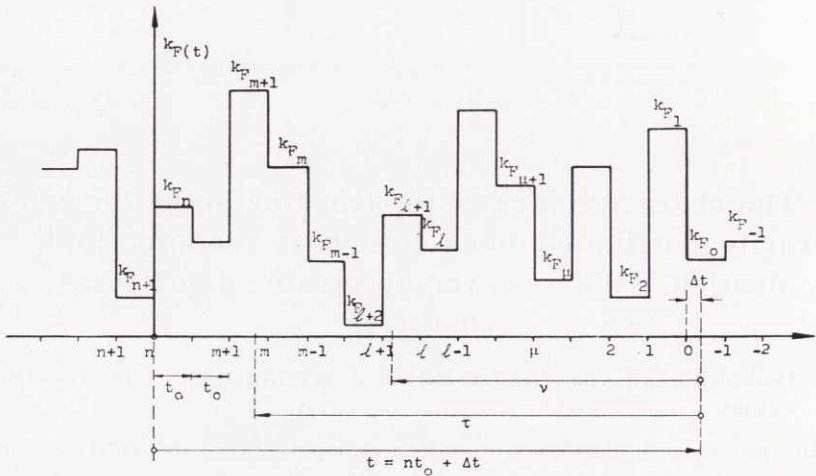 k_F(t)
k_F_m+1
k_F_1
k_F_m
k_F_n
k_F_μ+1
k_F_ℓ+1
k_F_-1
k_F_ℓ
k_F_0
k_F_m-1
k_F_μ
k_F_n+1
k_F_2
Δt
k_F_ℓ+2
n+1 n m+1 m m-1 ℓ+1 ℓ ℓ-1 μ 2 1 0 -1 -2
t_o t_o
ν
τ
t = nt_o + Δt